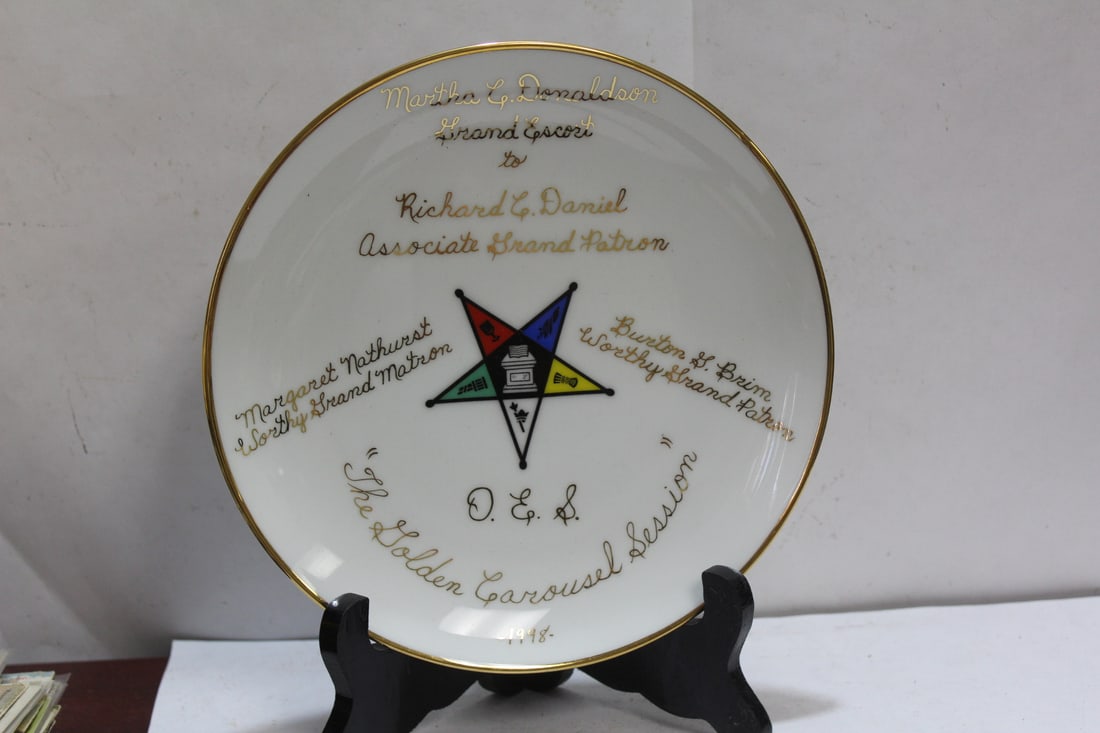 Martha C. Donaldson
Grand Escort
to
Richard C. Daniel
Associate Grand Patron
Margaret Nathurst
Worthy Grand Matron
Burton G. Brim
Worthy Grand Patron
O. E. S.
"The Golden Carousel Session"
-1998-